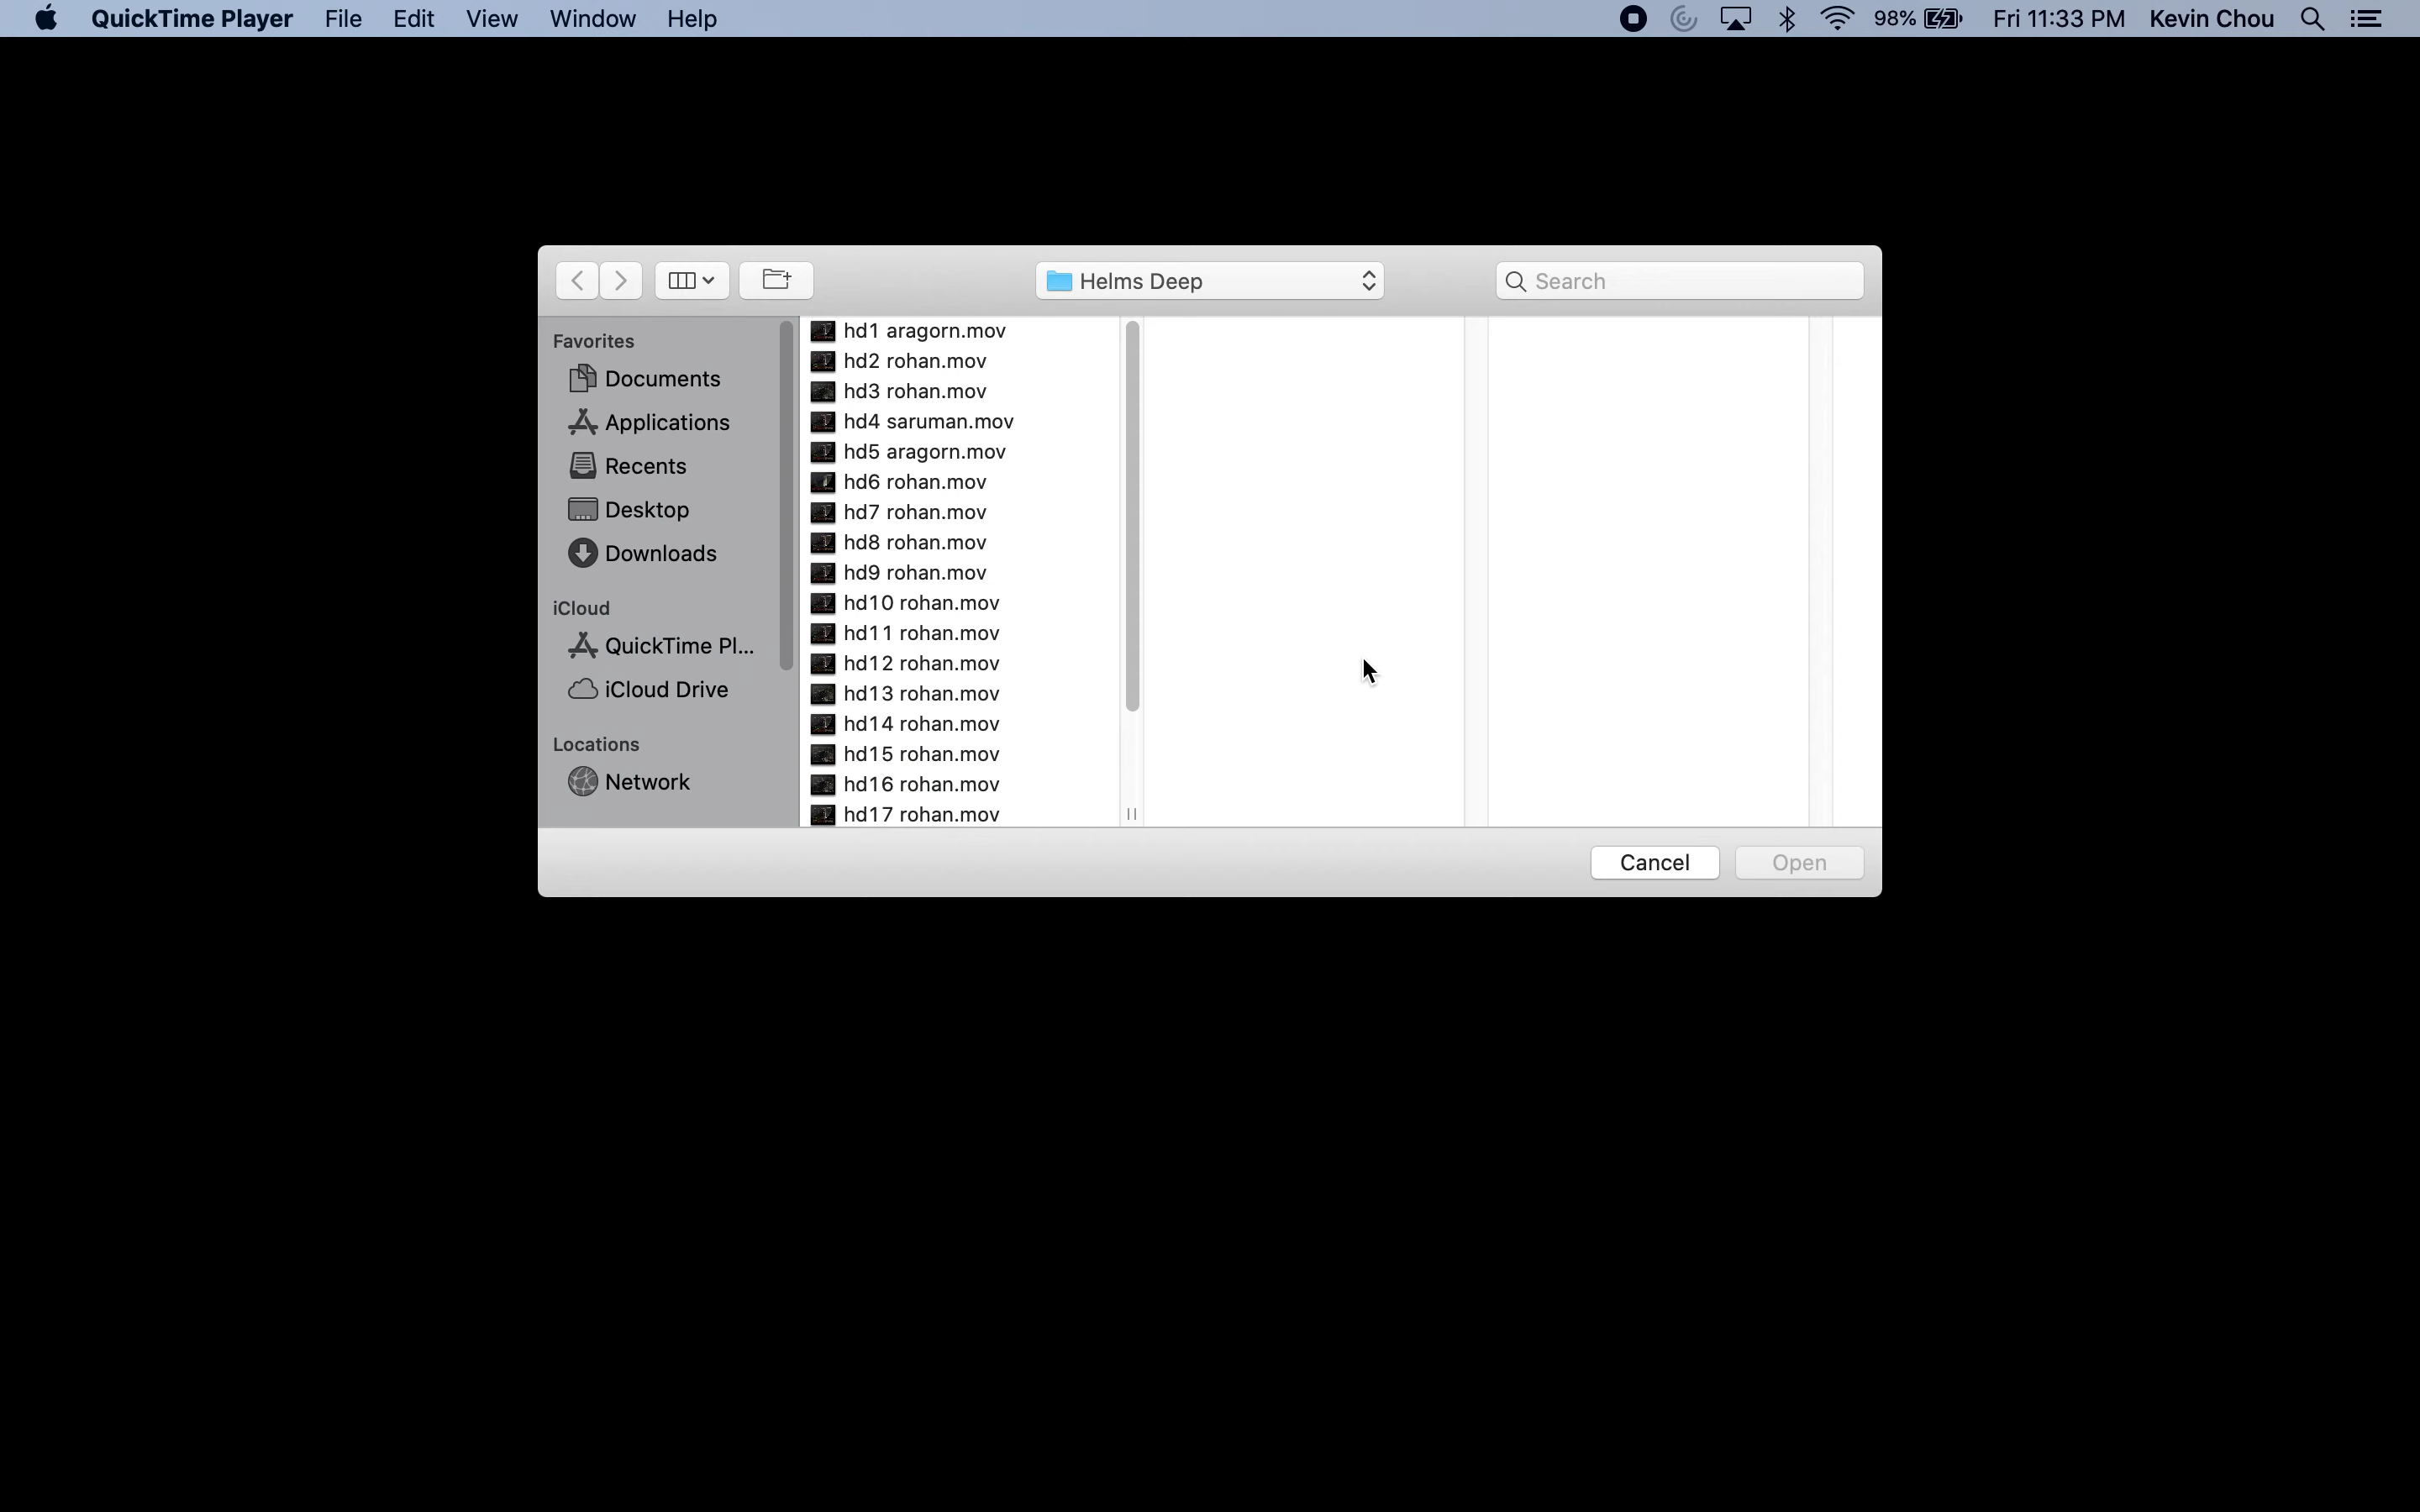 QuickTime Player File Edit View Window Help 98% Fri 11:33 PM Kevin Chou
Helms Deep
Search
Favorites
Documents
Applications
Recents
Desktop
Downloads
iCloud
QuickTime Pl...
iCloud Drive
Locations
Network
hd1 aragorn.mov
hd2 rohan.mov
hd3 rohan.mov
hd4 saruman.mov
hd5 aragorn.mov
hd6 rohan.mov
hd7 rohan.mov
hd8 rohan.mov
hd9 rohan.mov
hd10 rohan.mov
hd11 rohan.mov
hd12 rohan.mov
hd13 rohan.mov
hd14 rohan.mov
hd15 rohan.mov
hd16 rohan.mov
hd17 rohan.mov
Cancel Open